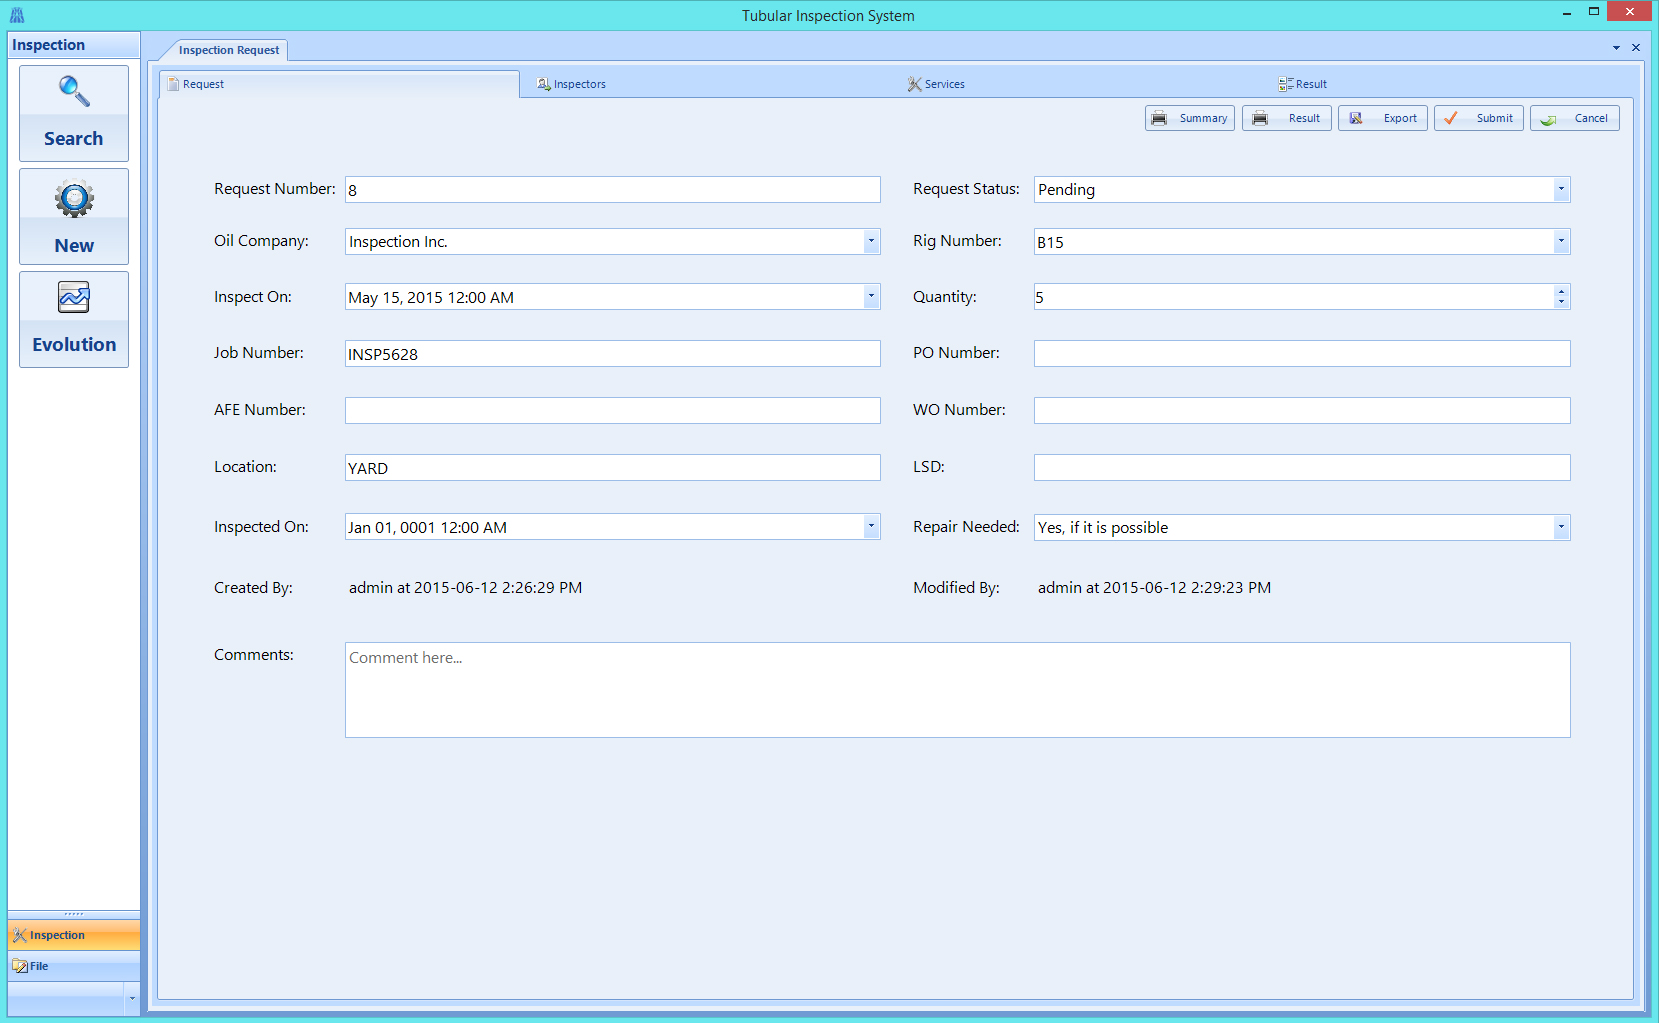 Tubular Inspection System
Inspection
Search
New
Evolution
Inspection
File
Inspection Request
Request Inspectors Services Result
Summary Result Export Submit Cancel
Request Number: 8 Request Status: Pending
Oil Company: Inspection Inc. Rig Number: B15
Inspect On: May 15, 2015 12:00 AM Quantity: 5
Job Number: INSP5628 PO Number:
AFE Number: WO Number:
Location: YARD LSD:
Inspected On: Jan 01, 0001 12:00 AM Repair Needed: Yes, if it is possible
Created By: admin at 2015-06-12 2:26:29 PM Modified By: admin at 2015-06-12 2:29:23 PM
Comments: Comment here...